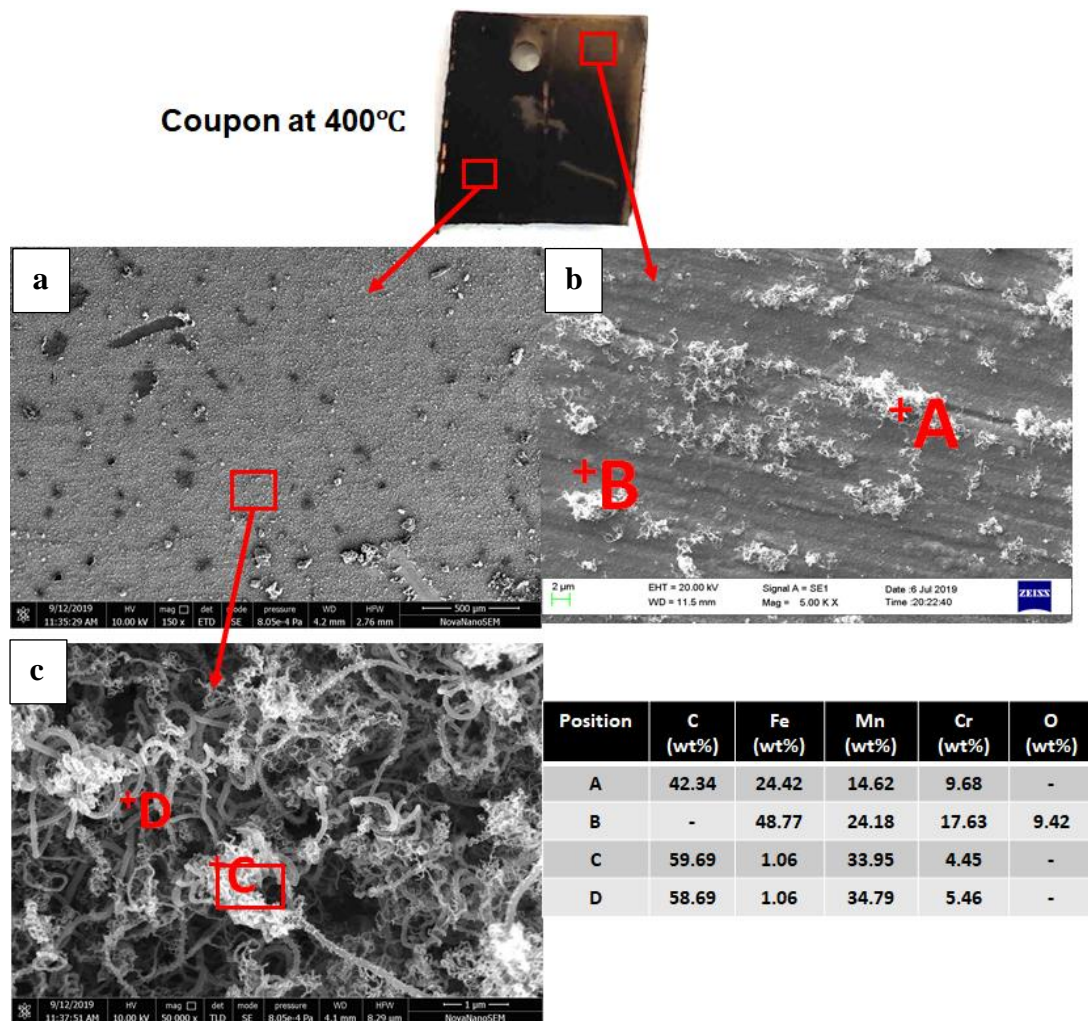 Coupon at 400℃
a
b
A
B
9/12/2019 HV mag □ det mode pressure WD HFW 500 µm
11:35:29 AM 10.00 kV 150 x ETD SE 8.05e-4 Pa 4.2 mm 2.76 mm NovaNanoSEM
2 µm EHT = 20.00 kV Signal A = SE1 Date :6 Jul 2019 ZEISS
WD = 11.5 mm Mag = 5.00 K X Time :20:22:40
c
D
C
9/12/2019 HV mag □ det mode pressure WD HFW 1 µm
11:37:51 AM 10.00 kV 50 000 x TLD SE 8.05e-4 Pa 4.1 mm 8.29 µm NovaNanoSEM
Position C Fe Mn Cr O
(wt%) (wt%) (wt%) (wt%) (wt%)
A 42.34 24.42 14.62 9.68 -
B - 48.77 24.18 17.63 9.42
C 59.69 1.06 33.95 4.45 -
D 58.69 1.06 34.79 5.46 -